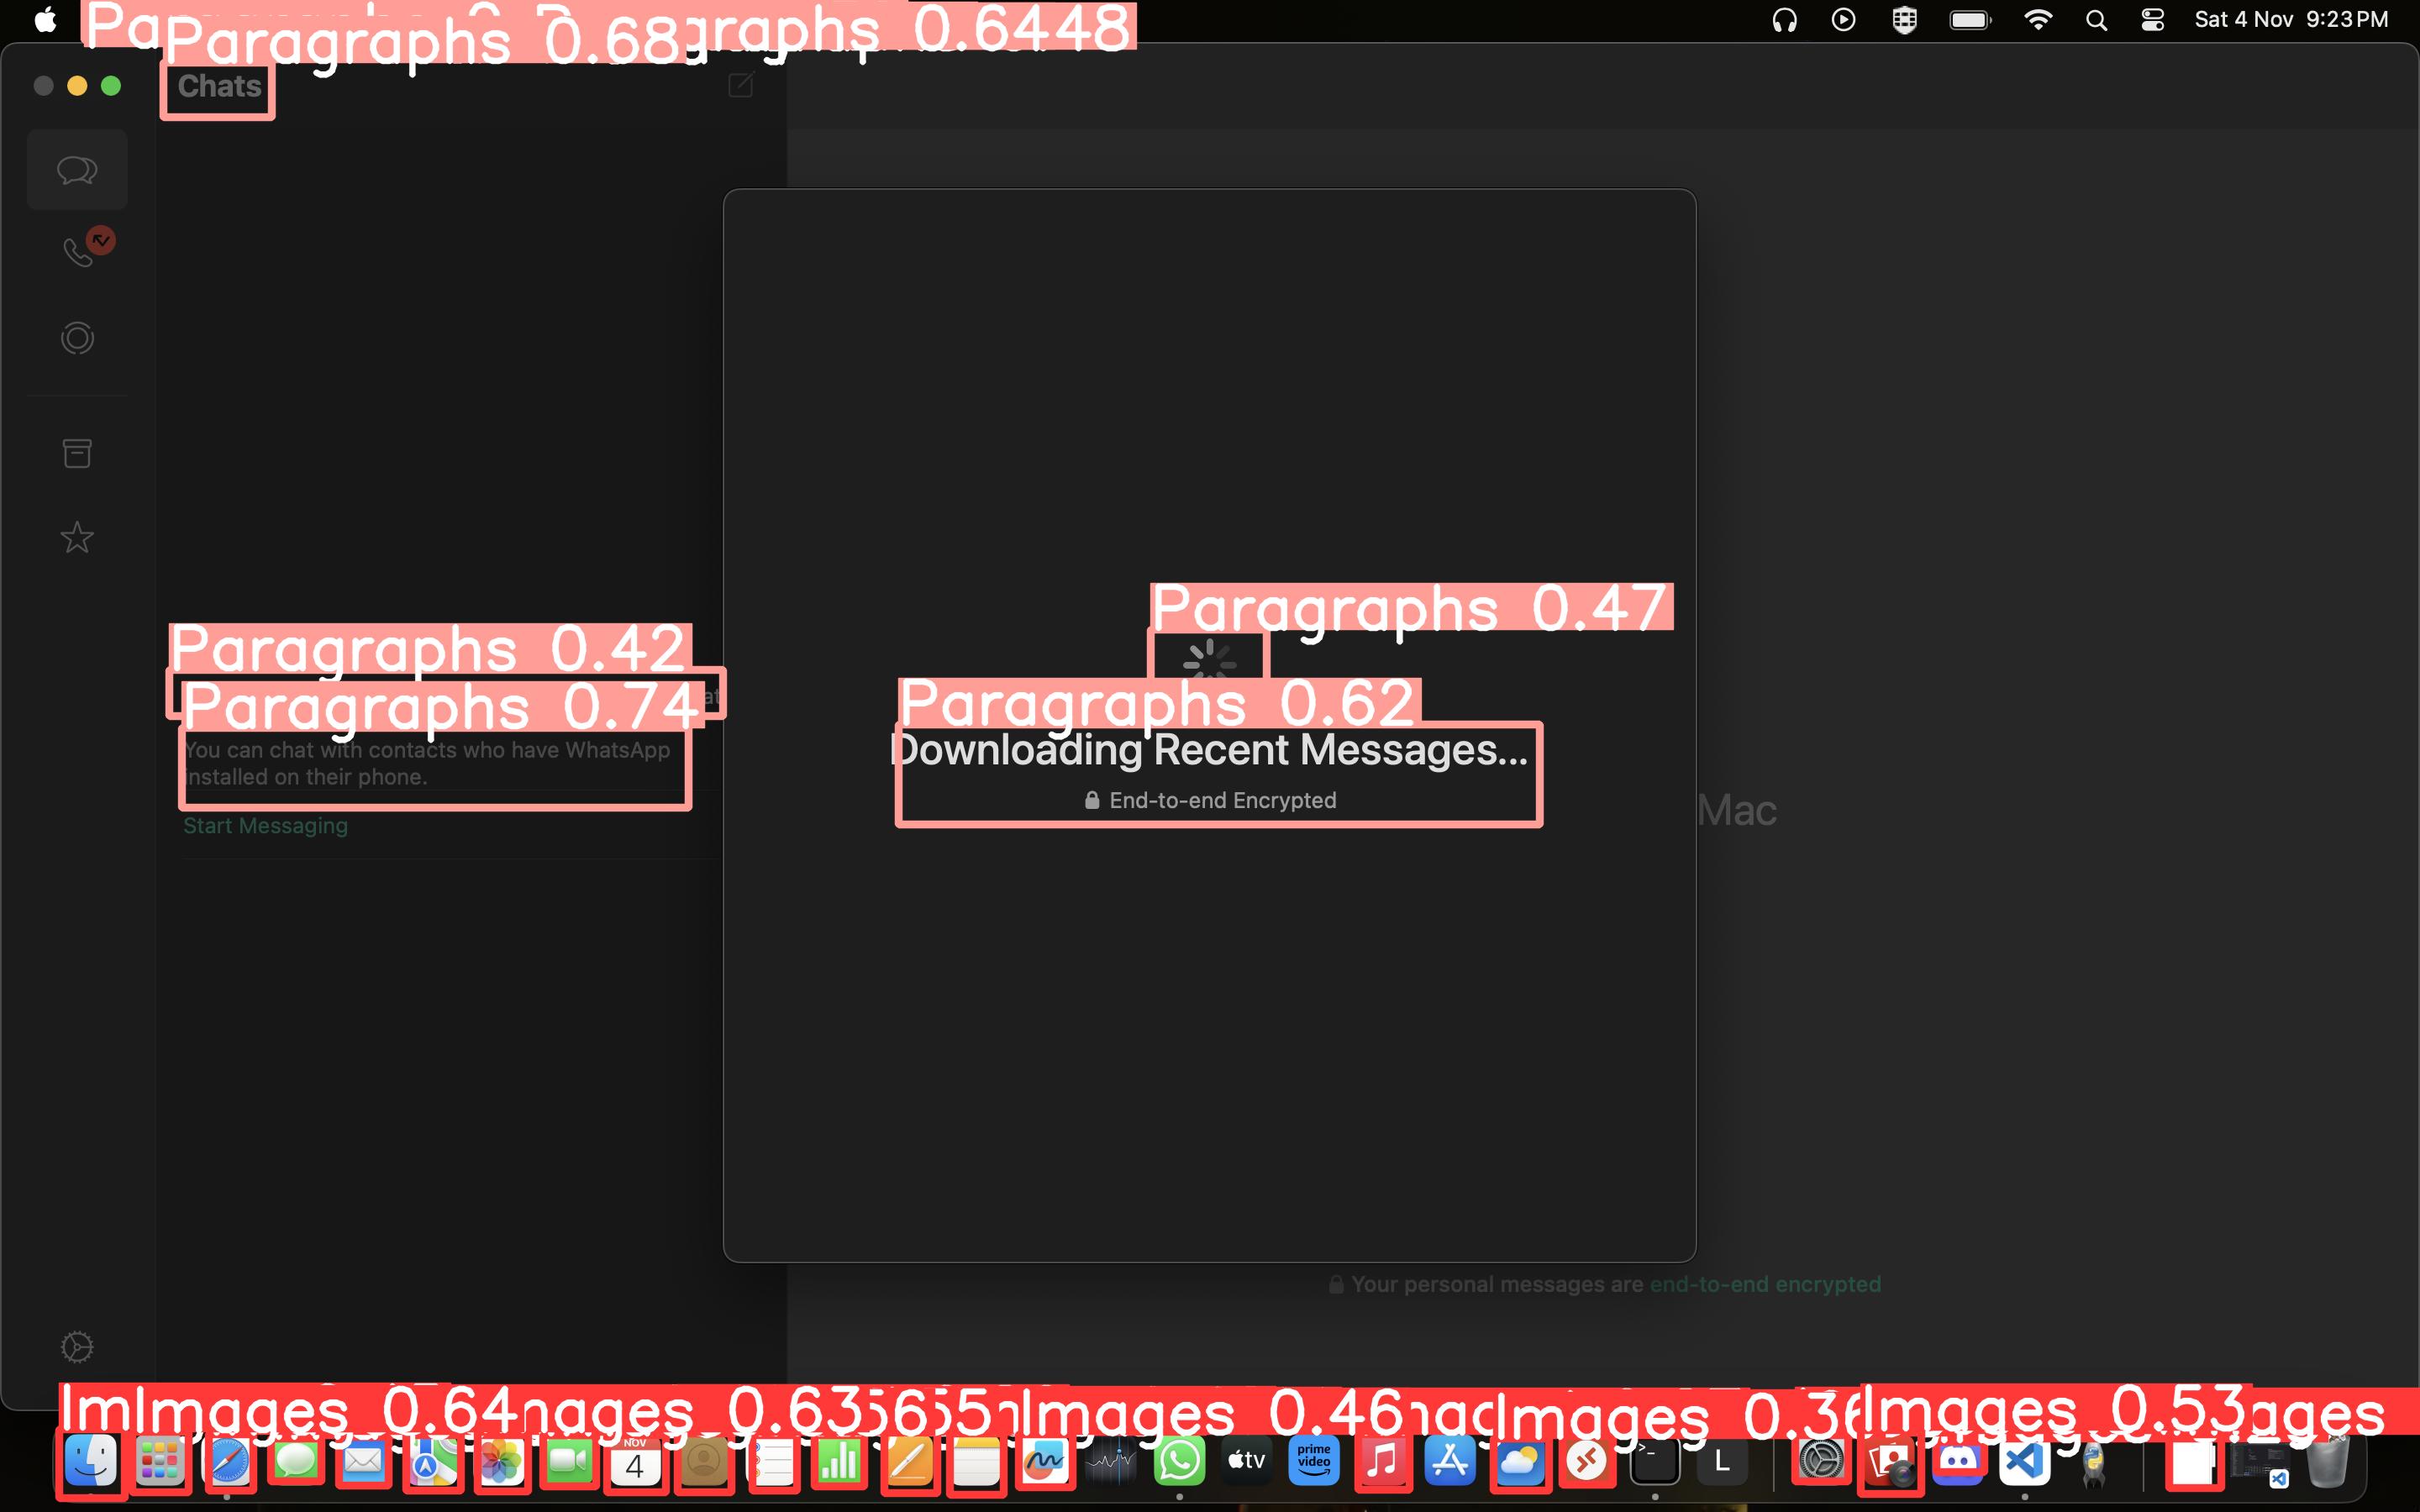 Paragraphs 0.68
graphs 0.6448
Sat 4 Nov 9:23 PM
Chats
Paragraphs 0.47
Paragraphs 0.42
Paragraphs 0.74
Paragraphs 0.62
You can chat with contacts who have WhatsApp
installed on their phone.
Downloading Recent Messages...
End-to-end Encrypted
Start Messaging
Mac
Your personal messages are end-to-end encrypted
Images 0.64
nages 0.63
Images 0.46
Images 0.36
Images 0.53
ages
NOV
4
tv
prime
video
L